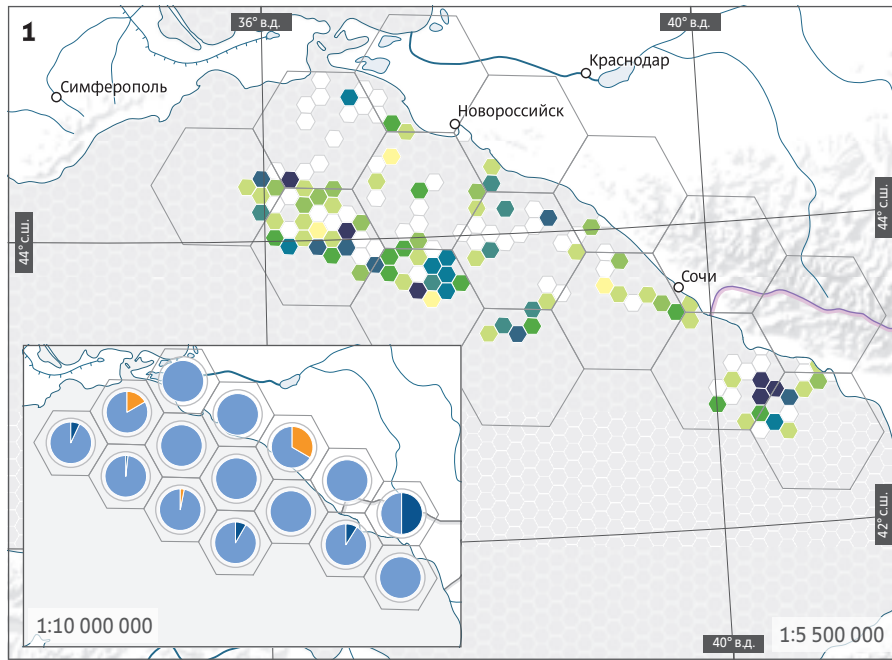 1
36° в.д.
40° в.д.
Симферополь
Краснодар
Новороссийск
44° с.ш.
44° с.ш.
Сочи
42° с.ш.
1:10 000 000
40° в.д.
1:5 500 000